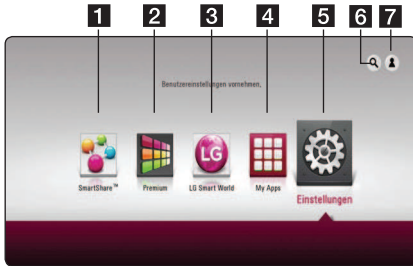 1 2 3 4 5 6 7
Benutzereinstellungen vornehmen.
LG
SmartShare™ Premium LG Smart World My Apps
Einstellungen